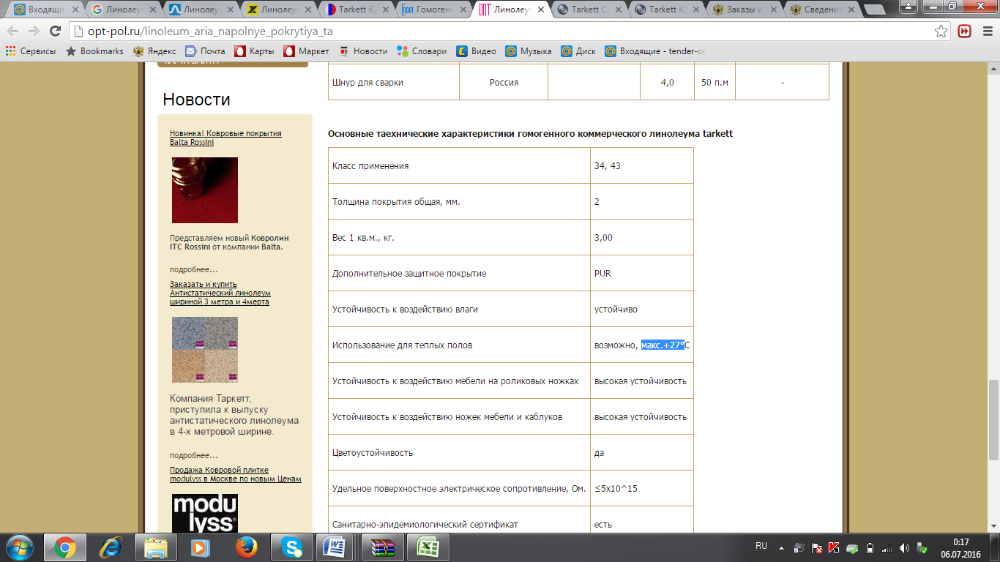 Входящи
Линолеу
Линолеу
Линолеу
Tarkett iC
Гомоген
Линолеу
Tarkett C
Tarkett iC
Заказы и
Сведени
opt-pol.ru/linoleum_aria_napolnye_pokrytiya_ta
Сервисы
Bookmarks
Яндекс
Почта
Карты
Маркет
Новости
Словари
Видео
Музыка
Диск
Входящие - tender-ce
Шнур для сварки
Россия
4,0
50 п.м
-
Новости
Новинка! Ковровые покрытия
Balta Rossini
Представляем новый Ковролин
ITC Rossini от компании Balta.
подробнее...
Заказать и купить
Антистатический линолеум
шириной 3 метра и 4мерта
Компания Таркетт,
приступила к выпуску
антистатического линолеума
в 4-х метровой ширине.
подробнее...
Продажа Ковровой плитке
modulyss в Москве по новым Ценам
modu
lyss®
Основные таехнические характеристики гомогенного коммерческого линолеума tarkett
Класс применения
34, 43
Толщина покрытия общая, мм.
2
Вес 1 кв.м., кг.
3,00
Дополнительное защитное покрытие
PUR
Устойчивость к воздействию влаги
устойчиво
Использование для теплых полов
возможно, макс.+27°С
Устойчивость к воздействию мебели на роликовых ножках
высокая устойчивость
Устойчивость к воздействию ножек мебели и каблуков
высокая устойчивость
Цветоустойчивость
да
Удельное поверхностное электрическое сопротивление, Ом.
≤5х10^15
Санитарно-эпидемиологический сертификат
есть
RU
0:17
06.07.2016